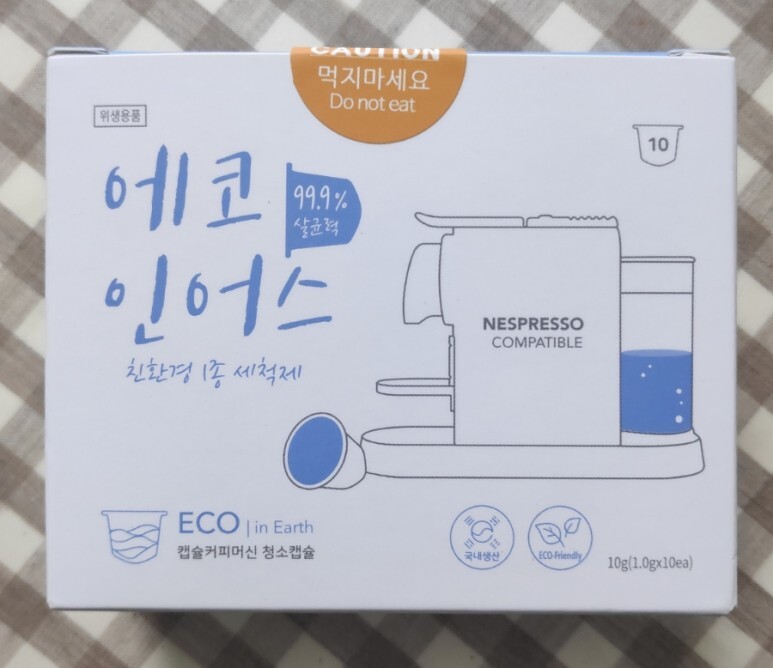 CAUTION
먹지마세요
Do not eat
위생용품
10
에코
99.9%
살균력
인어스
친환경 1종 세척제
NESPRESSO
COMPATIBLE
ECO | in Earth
캡슐커피머신 청소캡슐
국내생산
ECO-Friendly
10g(1.0gx10ea)